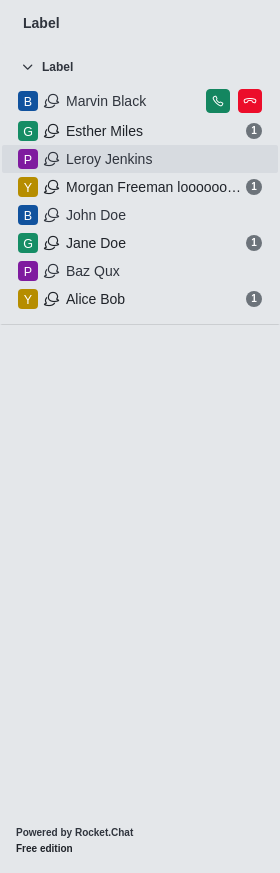 Label
Label
B Marvin Black
G Esther Miles 1
P Leroy Jenkins
Y Morgan Freeman loooooo… 1
B John Doe
G Jane Doe 1
P Baz Qux
Y Alice Bob 1
Powered by Rocket.Chat
Free edition